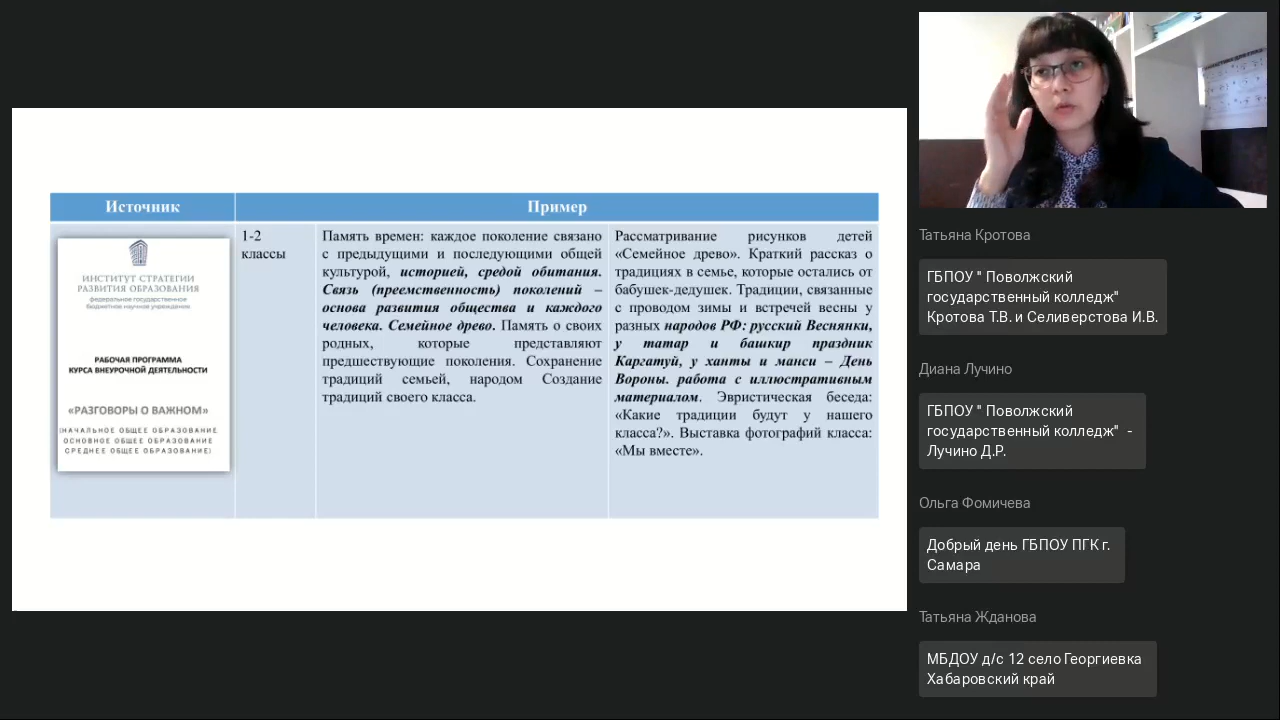 Источник
Пример
ИНСТИТУТ СТРАТЕГИИ
РАЗВИТИЯ ОБРАЗОВАНИЯ
федеральное государственное
бюджетное научное учреждение
РАБОЧАЯ ПРОГРАММА
КУРСА ВНЕУРОЧНОЙ ДЕЯТЕЛЬНОСТИ
«РАЗГОВОРЫ О ВАЖНОМ»
(НАЧАЛЬНОЕ ОБЩЕЕ ОБРАЗОВАНИЕ,
ОСНОВНОЕ ОБЩЕЕ ОБРАЗОВАНИЕ
СРЕДНЕЕ ОБЩЕЕ ОБРАЗОВАНИЕ)
1-2
классы
Память времен: каждое поколение связано
с предыдущими и последующими общей
культурой, историей, средой обитания.
Связь (преемственность) поколений –
основа развития общества и каждого
человека. Семейное древо. Память о своих
родных, которые представляют
предшествующие поколения. Сохранение
традиций семьей, народом Создание
традиций своего класса.
Рассматривание рисунков детей
«Семейное древо». Краткий рассказ о
традициях в семье, которые остались от
бабушек-дедушек. Традиции, связанные
с проводом зимы и встречей весны у
разных народов РФ: русский Веснянки,
у татар и башкир праздник
Каргатуй, у ханты и манси – День
Вороны. работа с иллюстративным
материалом. Эвристическая беседа:
«Какие традиции будут у нашего
класса?». Выставка фотографий класса:
«Мы вместе».
Татьяна Кротова
ГБПОУ " Поволжский
государственный колледж"
Кротова Т.В. и Селиверстова И.В.
Диана Лучино
ГБПОУ " Поволжский
государственный колледж" -
Лучино Д.Р.
Ольга Фомичева
Добрый день ГБПОУ ПГК г.
Самара
Татьяна Жданова
МБДОУ д/с 12 село Георгиевка
Хабаровский край